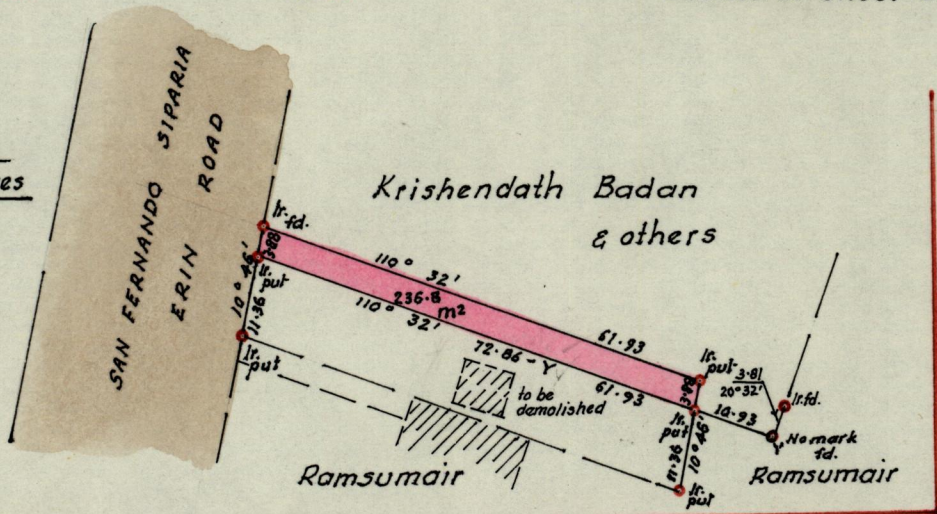 es
SAN FERNANDO SIPARIA
ERIN ROAD
Krishendath Badan
& others
Ir. fd.
3.88
10° 46'
Ir. put
11.36
Ir. put
110° 32'
236.8 m2
110° 32'
61.93
72.86 - Y
61.93
to be
demolished
Ir. put
3.88
3.81
20° 32'
Ir. fd.
10.93
No mark
fd.
Y
Ir. put
11.36
10° 46'
Ir. put
Ramsumair
Ramsumair